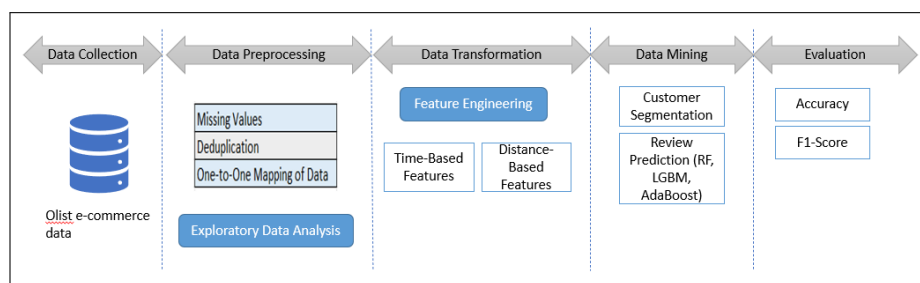 Data Collection
Data Preprocessing
Data Transformation
Data Mining
Evaluation
Olist e-commerce
data
Missing Values
Deduplication
One-to-One Mapping of Data
Exploratory Data Analysis
Feature Engineering
Time-Based
Features
Distance-
Based
Features
Customer
Segmentation
Review
Prediction (RF,
LGBM,
AdaBoost)
Accuracy
F1-Score